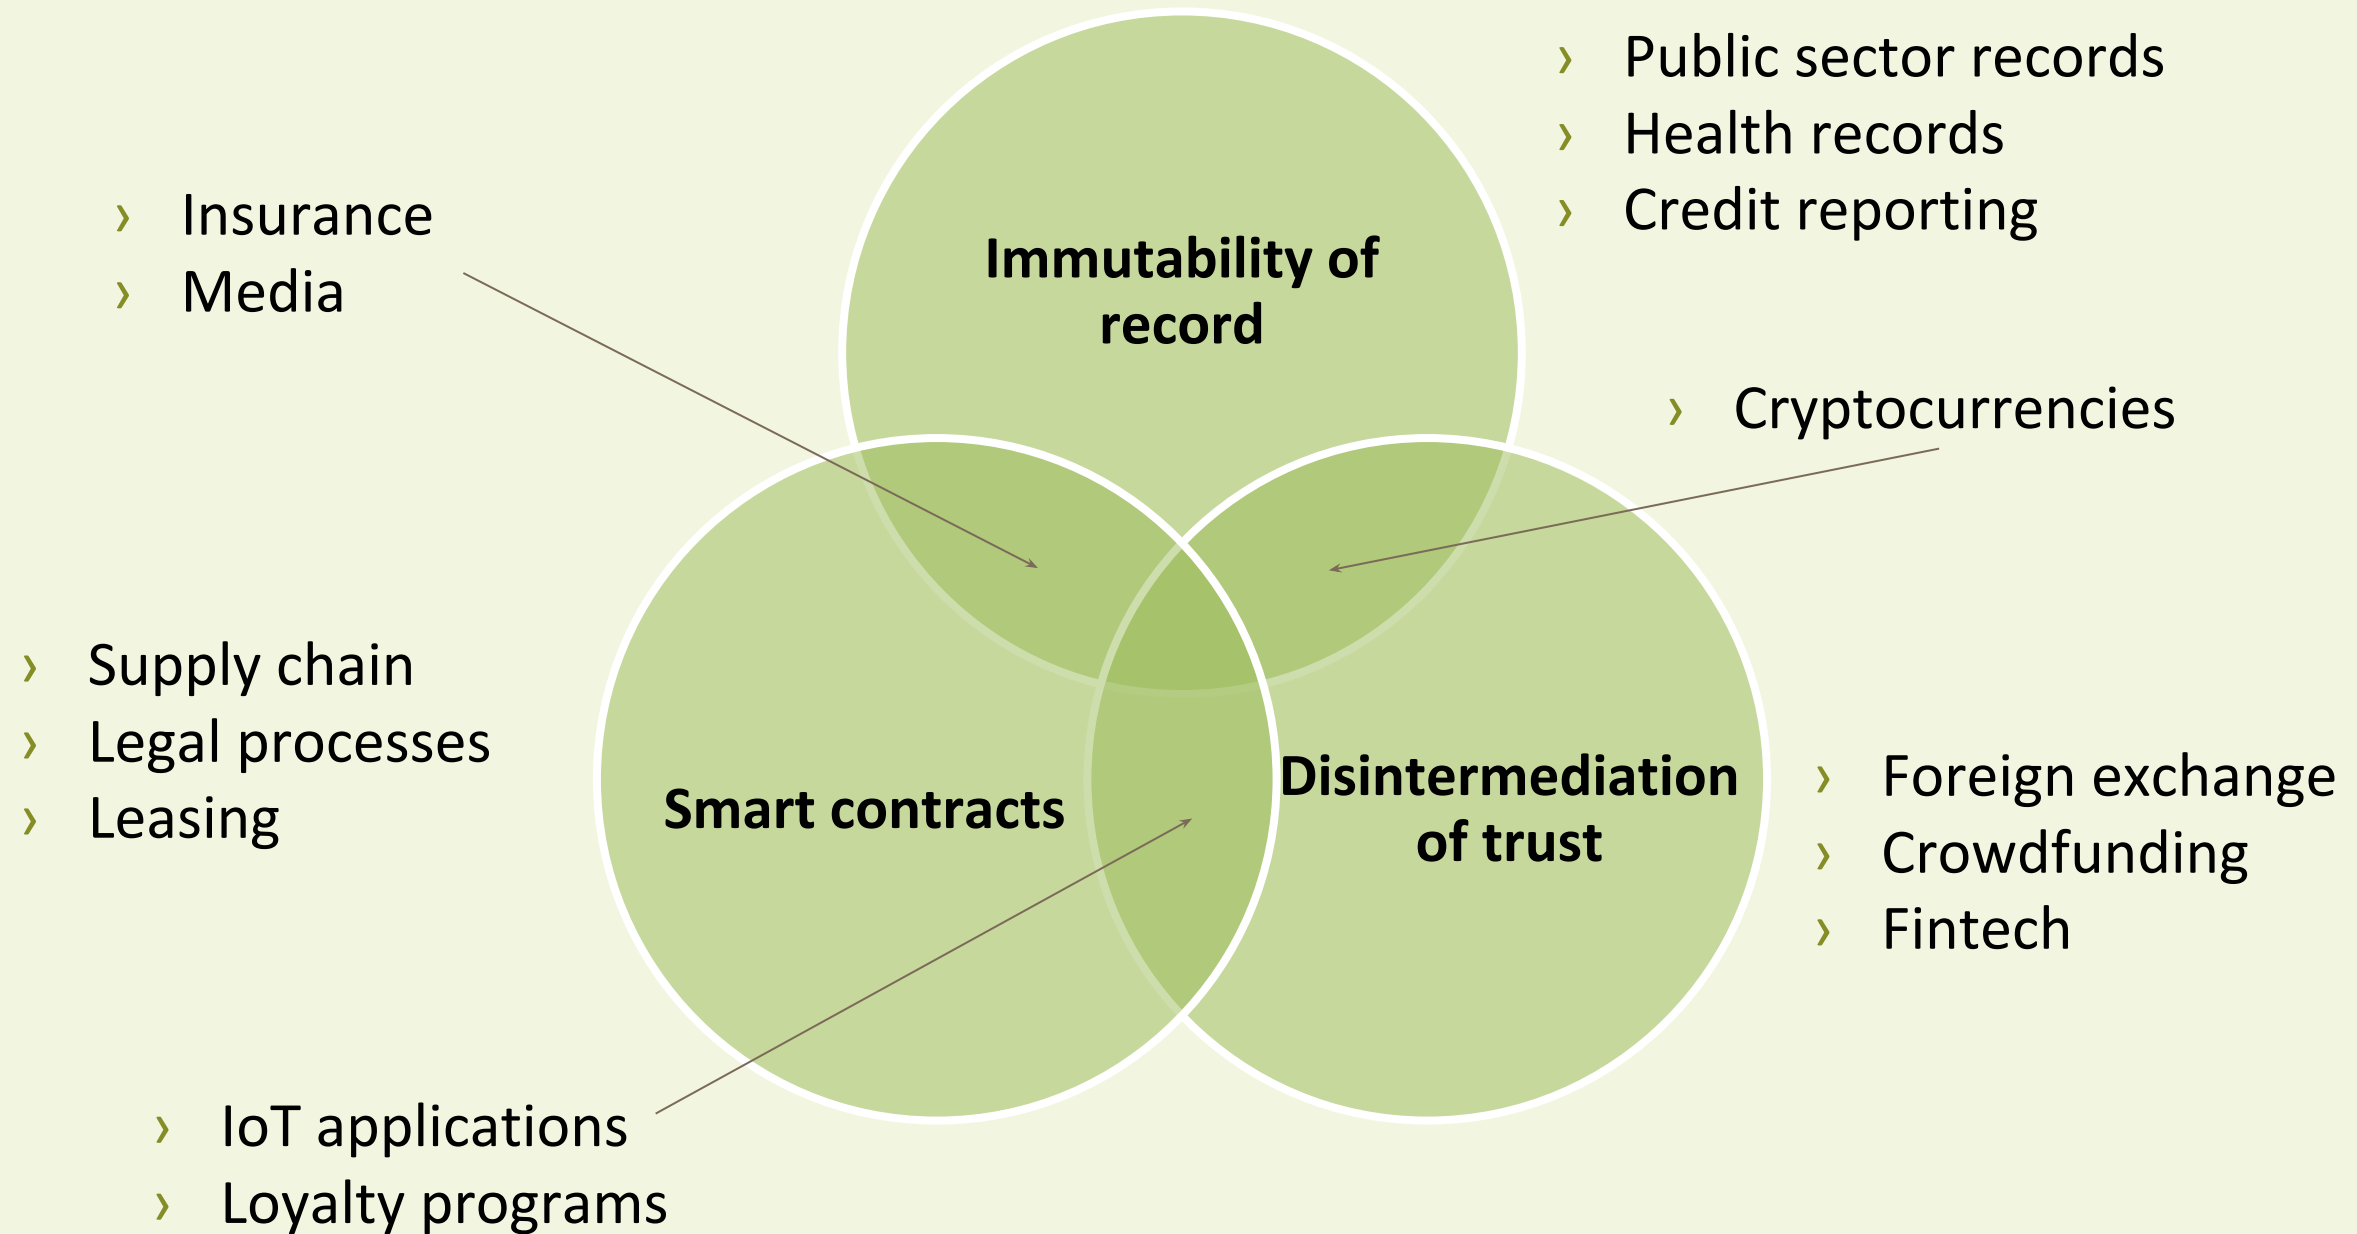 › Public sector records
› Health records
› Credit reporting
› Insurance
› Media
Immutability of
record
› Cryptocurrencies
› Supply chain
› Legal processes
› Leasing
Smart contracts
Disintermediation
of trust
› Foreign exchange
› Crowdfunding
› Fintech
› IoT applications
› Loyalty programs